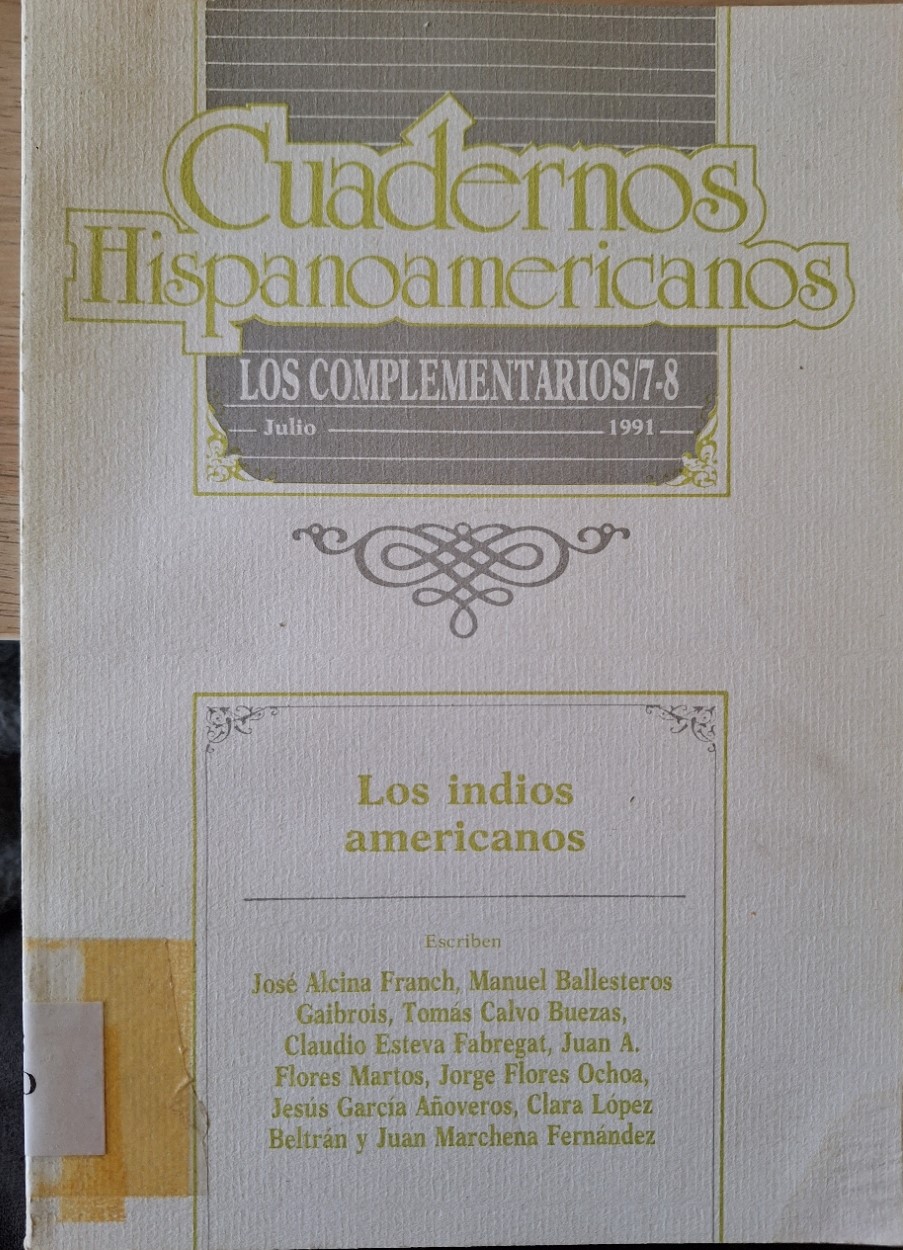 Cuadernos
Hispanoamericanos
LOS COMPLEMENTARIOS/7-8
Julio 1991
Los indios
americanos
Escriben
José Alcina Franch, Manuel Ballesteros
Gaibrois, Tomás Calvo Buezas,
Claudio Esteva Fabregat, Juan A.
Flores Martos, Jorge Flores Ochoa,
Jesús García Añoveros, Clara López
Beltrán y Juan Marchena Fernández